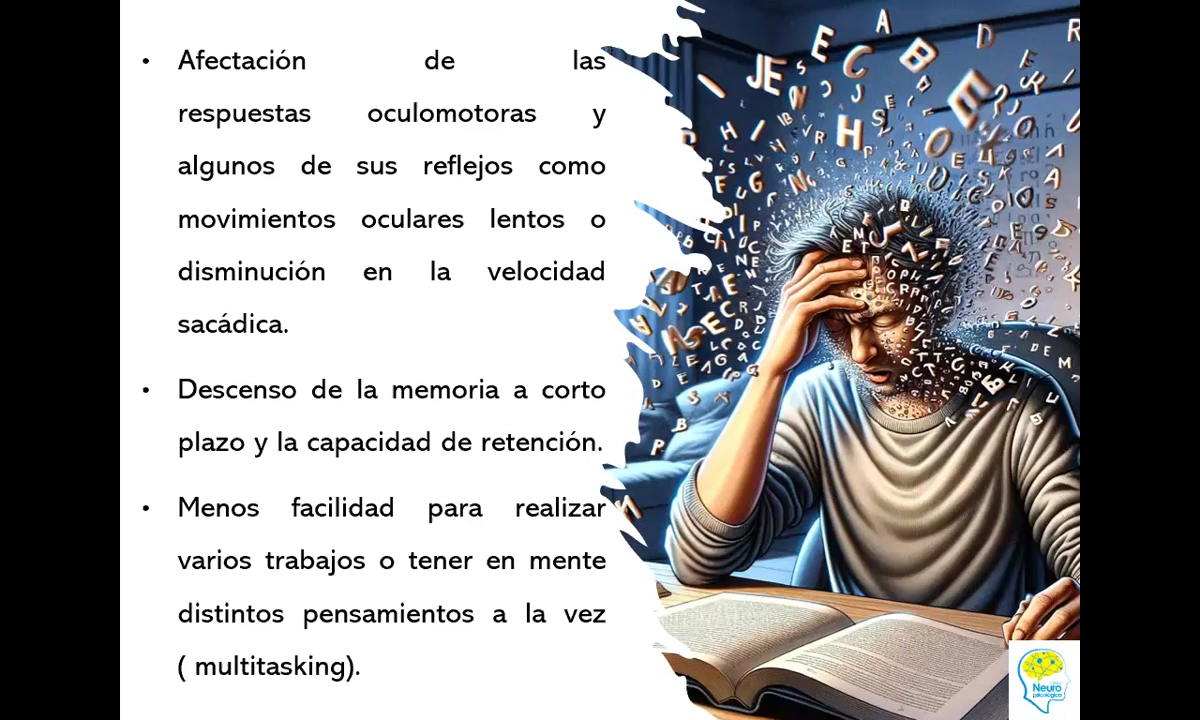 • Afectación de las
respuestas oculomotoras y
algunos de sus reflejos como
movimientos oculares lentos o
disminución en la velocidad
sacádica.
• Descenso de la memoria a corto
plazo y la capacidad de retención.
• Menos facilidad para realizar
varios trabajos o tener en mente
distintos pensamientos a la vez
( multitasking).
Neuro
psicológica